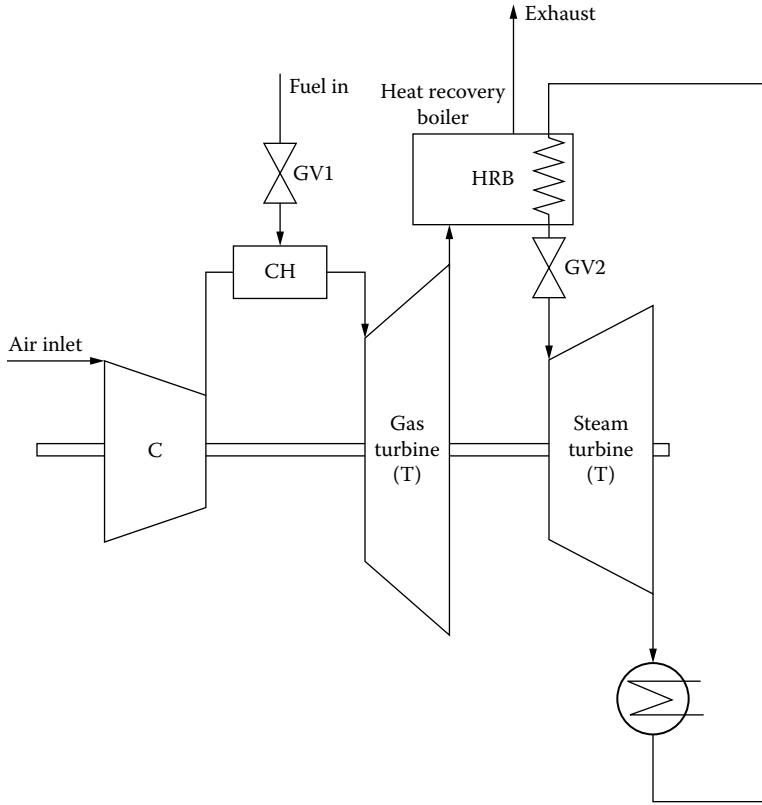 Exhaust
Fuel in
Heat recovery
boiler
GV1
HRB
CH
GV2
Air inlet
C
Gas
turbine
(T)
Steam
turbine
(T)